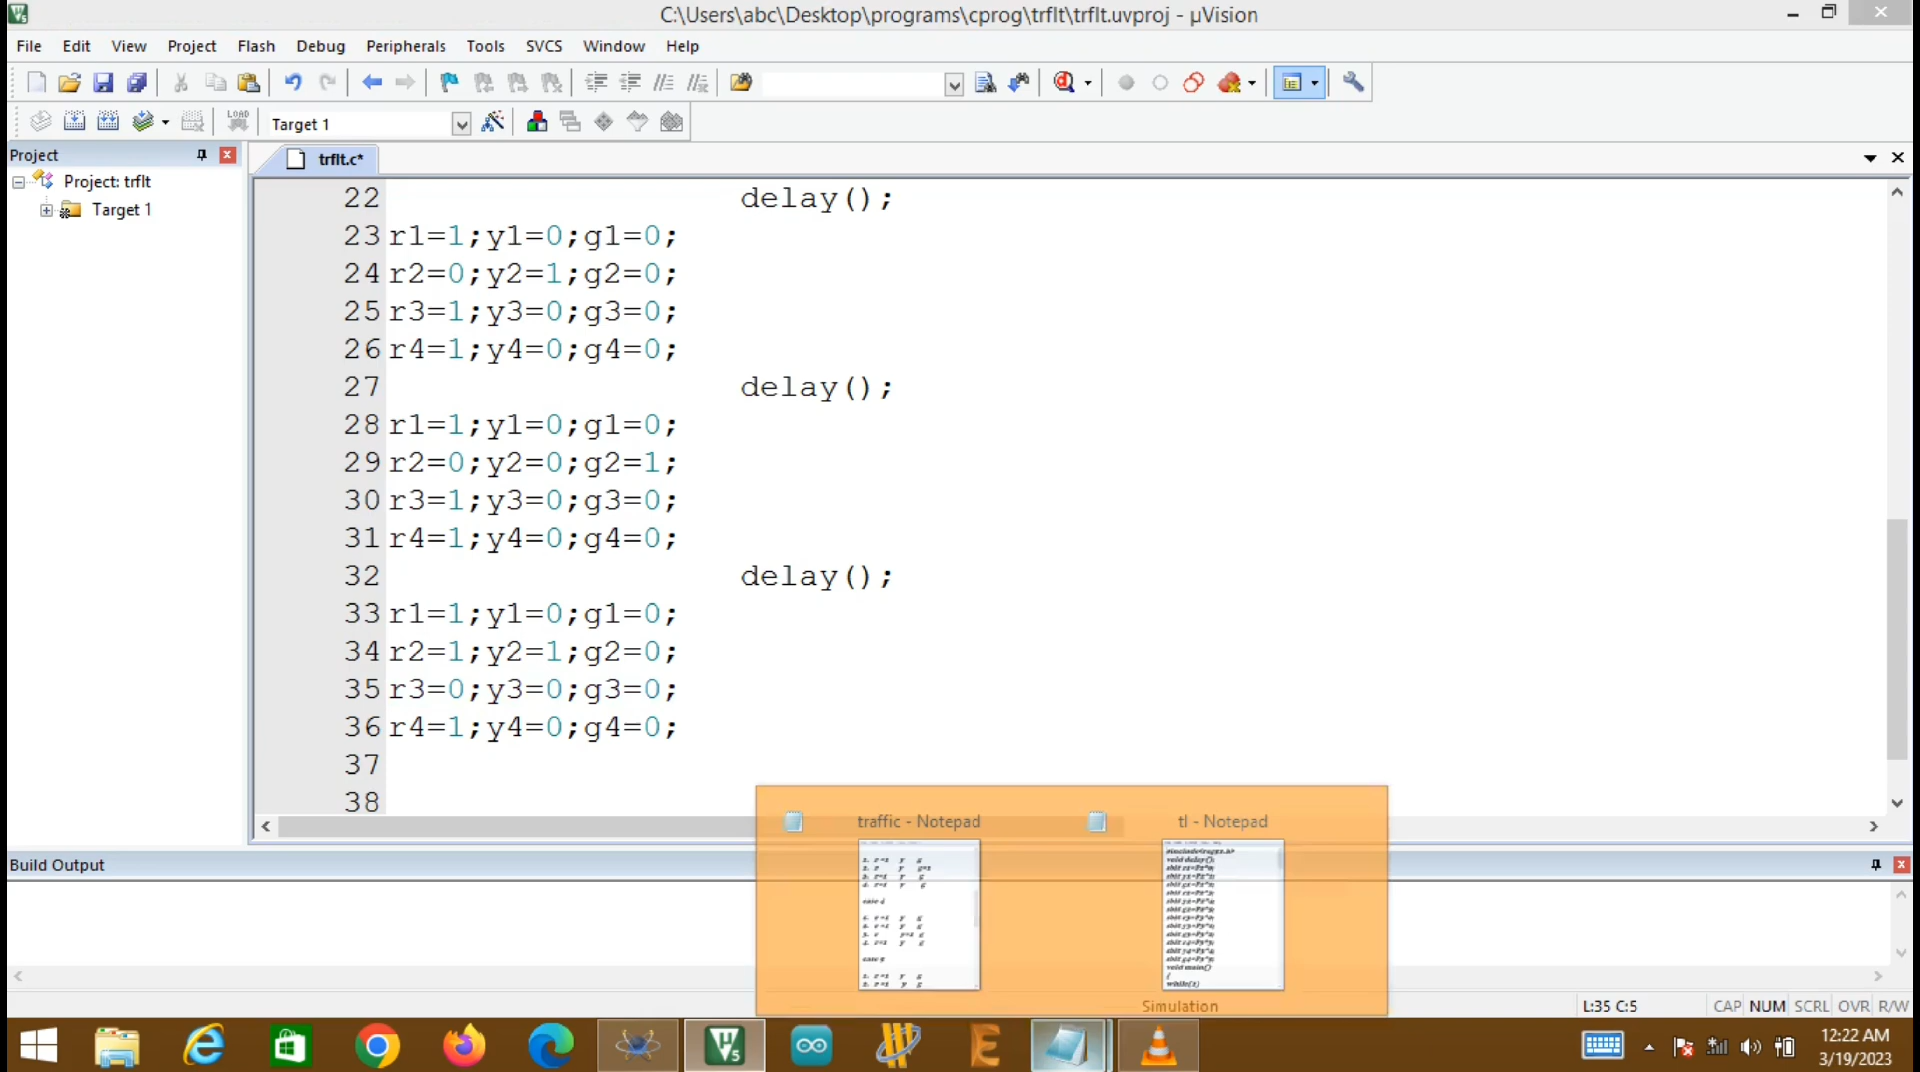 C:\Users\abc\Desktop\programs\cprog\trflt\trflt.uvproj - µVision
File Edit View Project Flash Debug Peripherals Tools SVCS Window Help
LOAD
Target 1
Project
trflt.c*
Project: trflt
Target 1
22 delay();
23 r1=1;y1=0;g1=0;
24 r2=0;y2=1;g2=0;
25 r3=1;y3=0;g3=0;
26 r4=1;y4=0;g4=0;
27 delay();
28 r1=1;y1=0;g1=0;
29 r2=0;y2=0;g2=1;
30 r3=1;y3=0;g3=0;
31 r4=1;y4=0;g4=0;
32 delay();
33 r1=1;y1=0;g1=0;
34 r2=1;y2=1;g2=0;
35 r3=0;y3=0;g3=0;
36 r4=1;y4=0;g4=0;
37
38
traffic - Notepad
tl - Notepad
void delay();
void main()
{
while(1)
Build Output
Simulation
L:35 C:5
CAP NUM SCRL OVR R/W
12:22 AM
3/19/2023